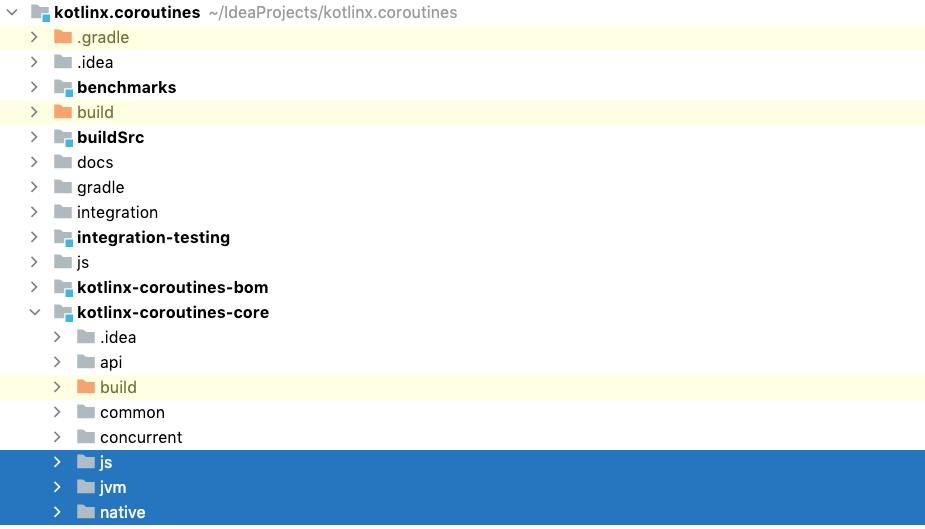 kotlinx.coroutines ~/IdeaProjects/kotlinx.coroutines
.gradle
.idea
benchmarks
build
buildSrc
docs
gradle
integration
integration-testing
js
kotlinx-coroutines-bom
kotlinx-coroutines-core
.idea
api
build
common
concurrent
js
jvm
native